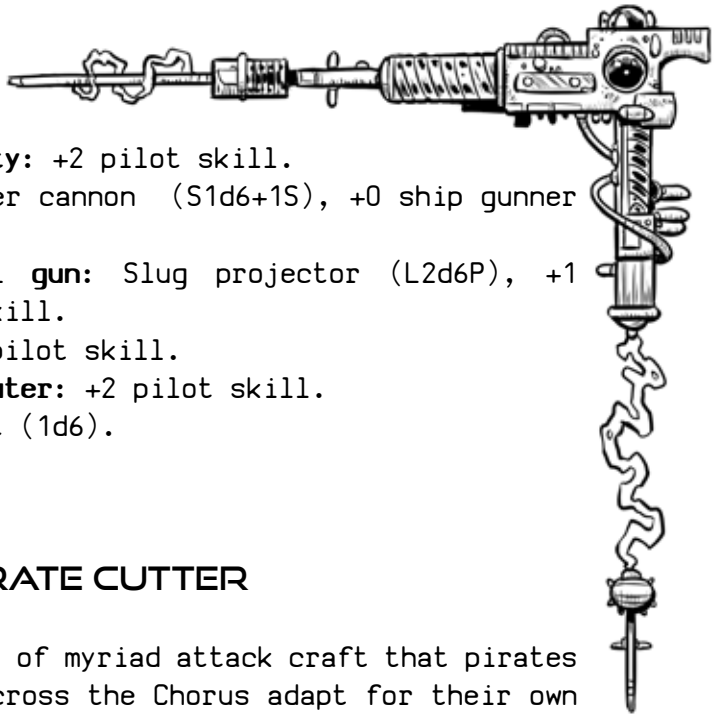 ty: +2 pilot skill.
er cannon (S1d6+1S), +0 ship gunner
gun: Slug projector (L2d6P), +1
ill.
pilot skill.
uter: +2 pilot skill.
(1d6).
RATE CUTTER
of myriad attack craft that pirates
cross the Chorus adapt for their own